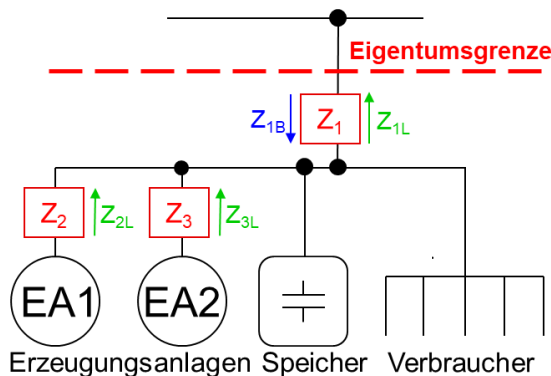 Eigentumsgrenze
Z1B Z1 Z1L
Z2 Z2L Z3 Z3L
EA1 EA2
Erzeugungsanlagen Speicher Verbraucher